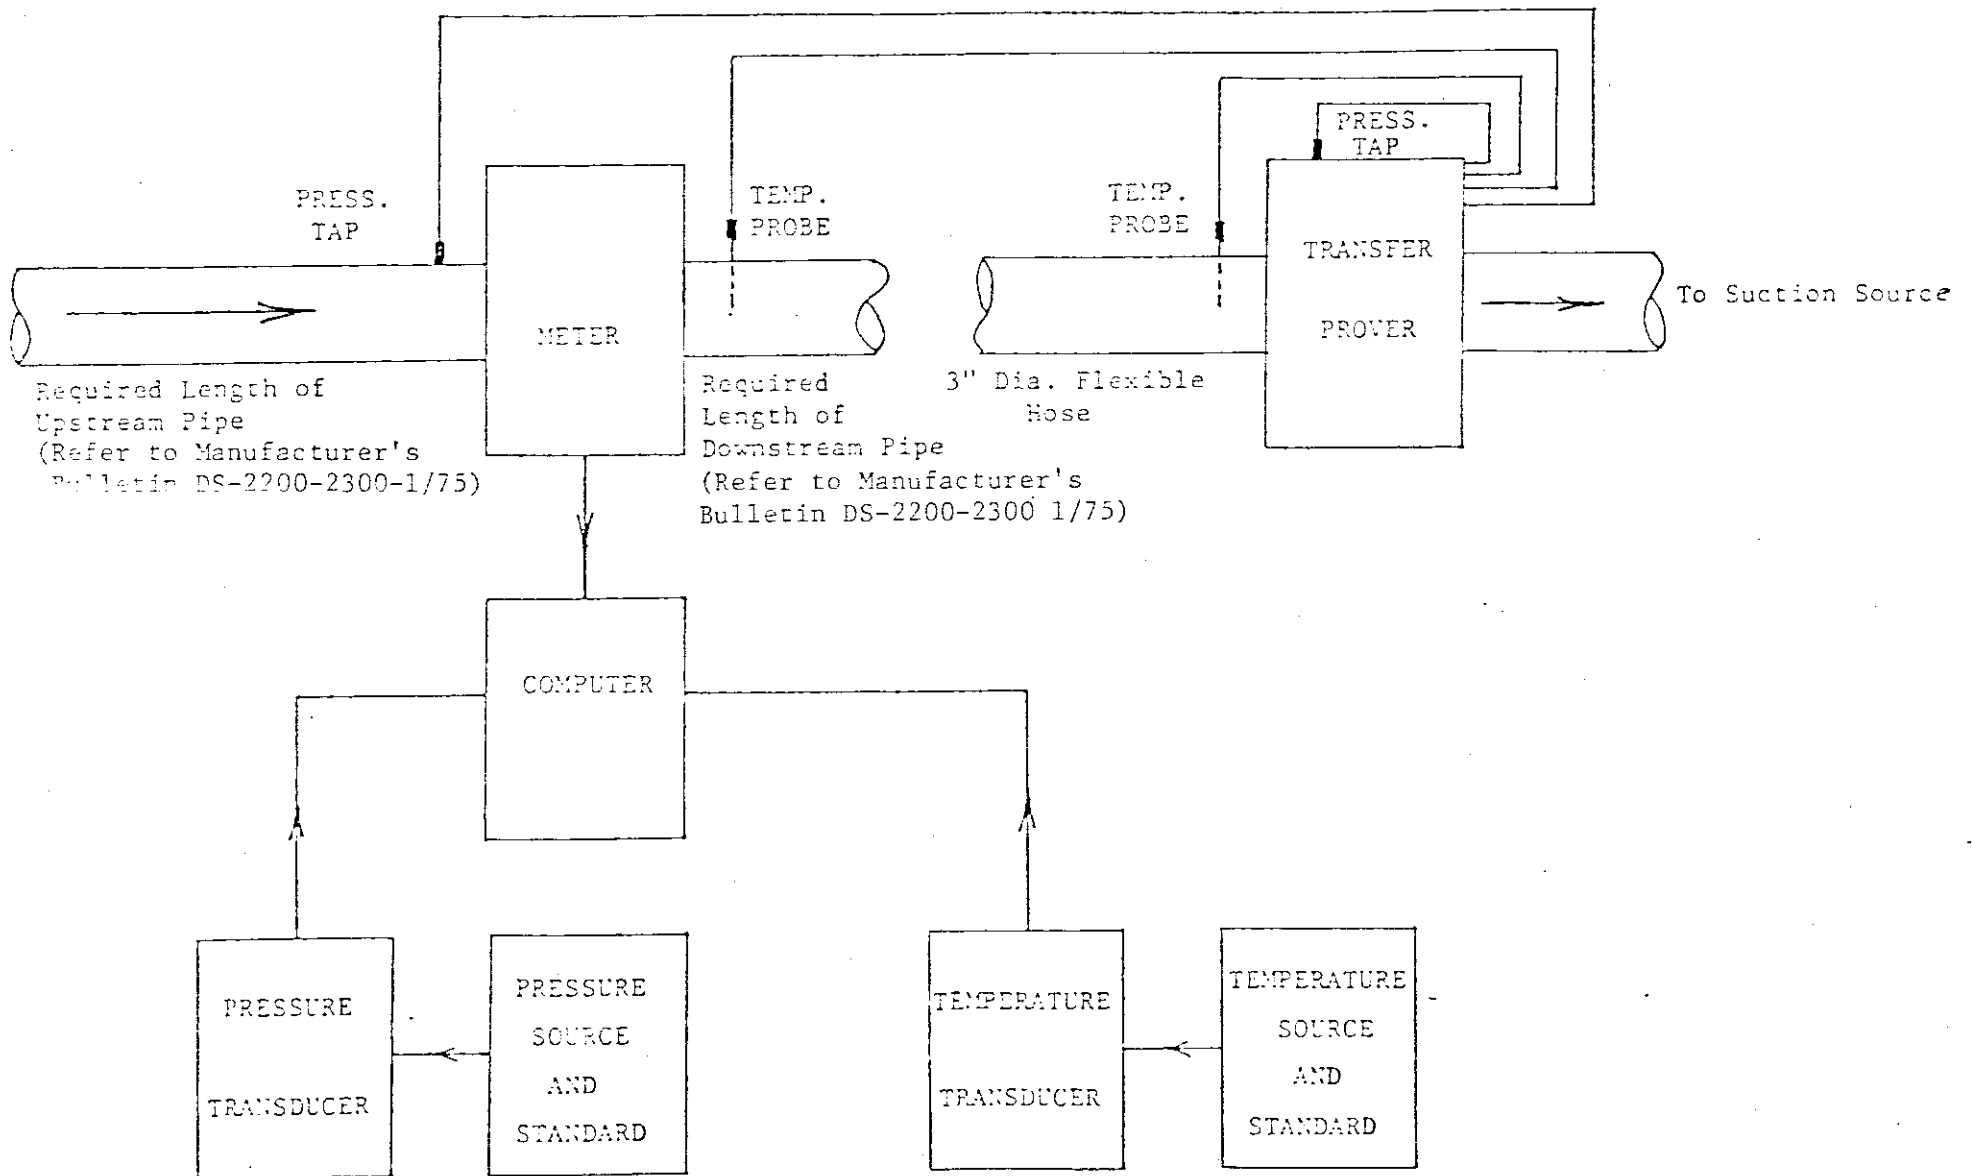 PRESS.
TAP
PRESS.
TAP
TEMP.
PROBE
TEMP.
PROBE
TRANSFER
PROVER
To Suction Source
METER
Required Length of
Upstream Pipe
(Refer to Manufacturer's
Bulletin DS-2200-2300-1/75)
Required
Length of
Downstream Pipe
(Refer to Manufacturer's
Bulletin DS-2200-2300 1/75)
3" Dia. Flexible
Hose
COMPUTER
PRESSURE
TRANSDUCER
PRESSURE
SOURCE
AND
STANDARD
TEMPERATURE
TRANSDUCER
TEMPERATURE
SOURCE
AND
STANDARD